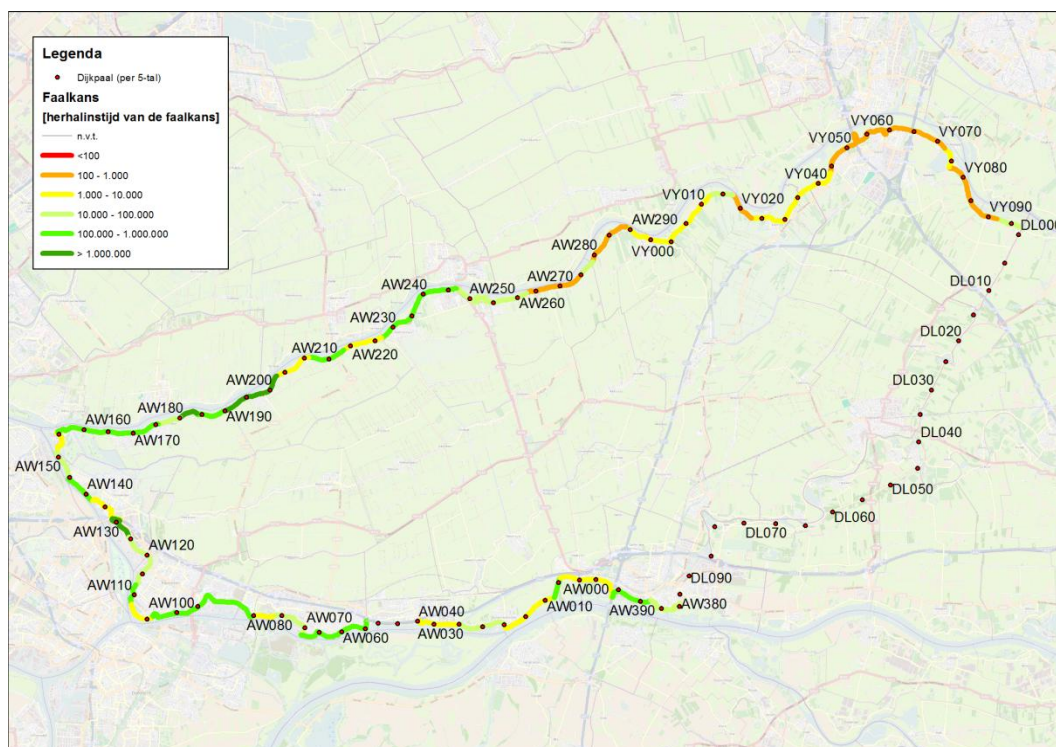 Legenda
Dijkpaal (per 5-tal)
Faalkans
[herhalinstijd van de faalkans]
n.v.t.
<100
100 - 1.000
1.000 - 10.000
10.000 - 100.000
100.000 - 1.000.000
> 1.000.000
VY060
VY050
VY070
VY080
VY040
VY010
VY020
VY090
AW290
DL000
AW280
VY000
AW270
DL010
AW240
AW250
AW260
AW230
DL020
AW210
AW220
AW200
DL030
AW180
AW190
AW160
AW170
DL040
AW150
DL050
AW140
DL060
AW130
DL070
AW120
AW110
DL090
AW000
AW100
AW010
AW390
AW380
AW080
AW070
AW040
AW060
AW030